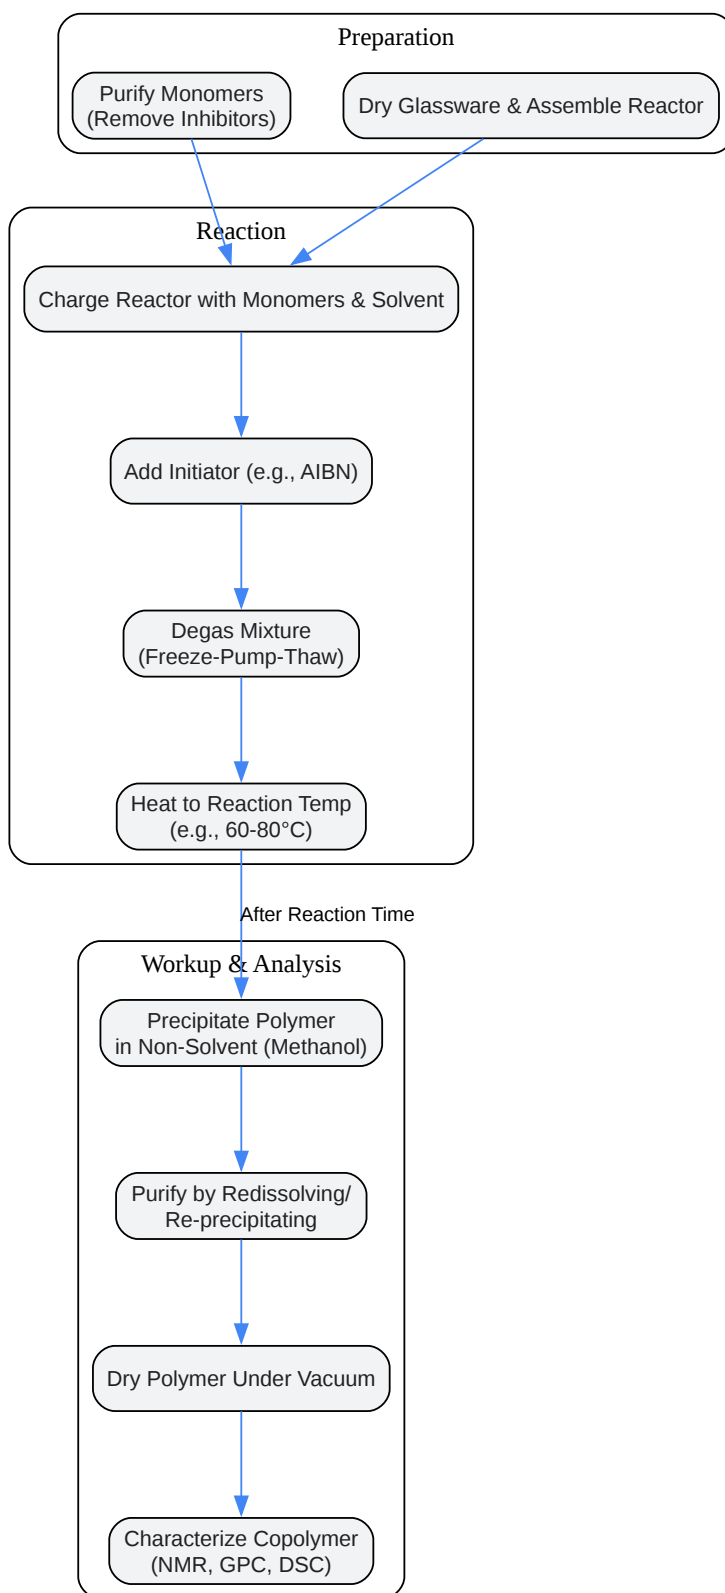 Preparation
Purify Monomers
(Remove Inhibitors)
Dry Glassware & Assemble Reactor
Reaction
Charge Reactor with Monomers & Solvent
Add Initiator (e.g., AIBN)
Degas Mixture
(Freeze-Pump-Thaw)
Heat to Reaction Temp
(e.g., 60-80°C)
After Reaction Time
Workup & Analysis
Precipitate Polymer
in Non-Solvent (Methanol)
Purify by Redissolving/
Re-precipitating
Dry Polymer Under Vacuum
Characterize Copolymer
(NMR, GPC, DSC)